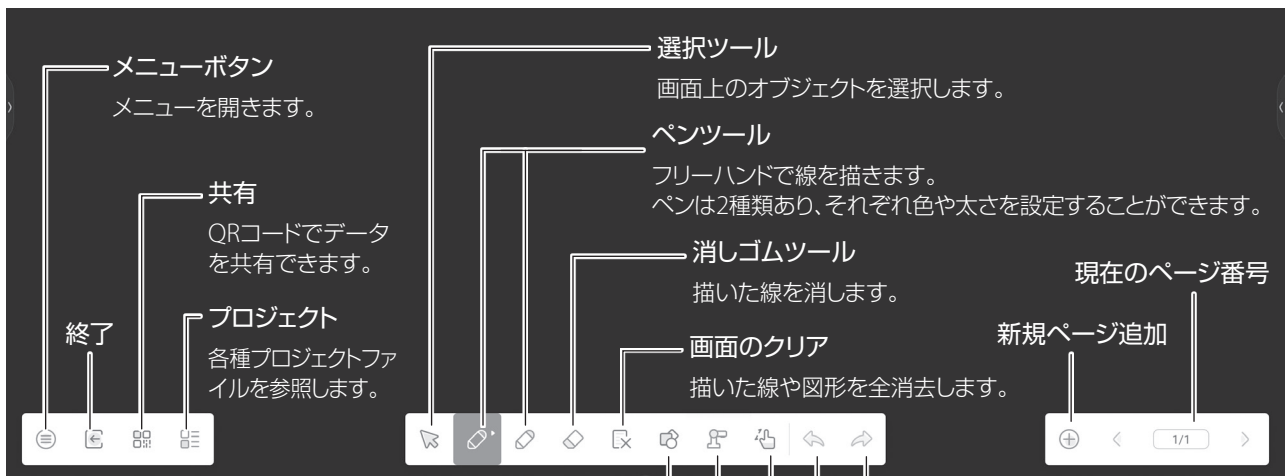 メニューボタン
メニューを開きます。
共有
QRコードでデータ
を共有できます。
終了
プロジェクト
各種プロジェクトファ
イルを参照します。
選択ツール
画面上のオブジェクトを選択します。
ペンツール
フリーハンドで線を描きます。
ペンは2種類あり、それぞれ色や太さを設定することができます。
消しゴムツール
描いた線を消します。
画面のクリア
描いた線や図形を全消去します。
現在のページ番号
新規ページ追加
1/1